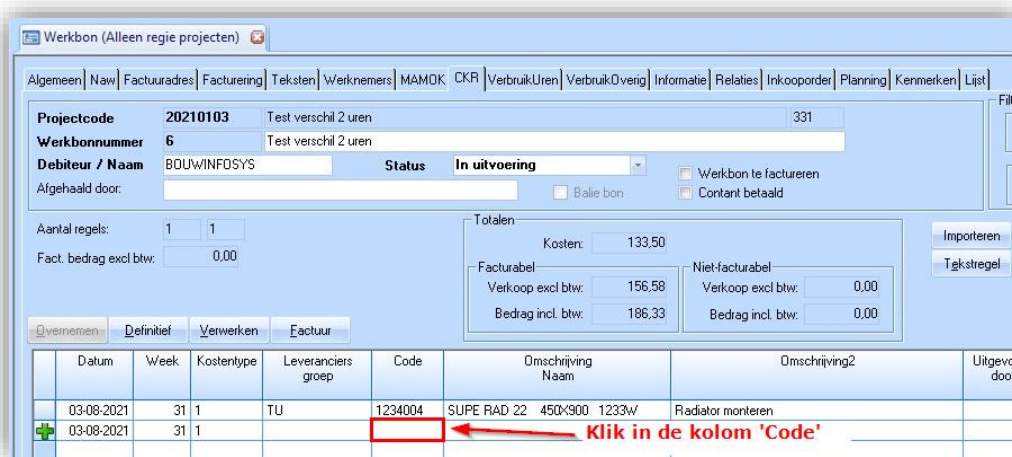 Werkbon (Alleen regie projecten)
Algemeen Naw Factuuradres Facturering Teksten Werknemers MAMOK CKR VerbruikUren VerbruikOverig Informatie Relaties Inkooporder Planning Kenmerken Lijst
Projectcode 20210103 Test verschil 2 uren 331
Werkbonnummer 6 Test verschil 2 uren
Debiteur / Naam BOUWINFOSYS Status In uitvoering Werkbon te factureren
Afgehaald door: Balie bon Contant betaald
Aantal regels: 1 1 Totalen
Kosten: 133,50 Importeren
Fact. bedrag excl btw: 0,00 Tekstregel
Facturabel Niet-facturabel
Verkoop excl btw: 156,58 Verkoop excl btw: 0,00
Bedrag incl. btw: 186,33 Bedrag incl. btw: 0,00
Overnemen Definitief Verwerken Factuur
Datum Week Kostentype Leveranciers groep Code Omschrijving Naam Omschrijving2 Uitgevo doo
03-08-2021 31 1 TU 1234004 SUPE RAD 22 450X900 1233W Radiator monteren
03-08-2021 31 1 Klik in de kolom 'Code'